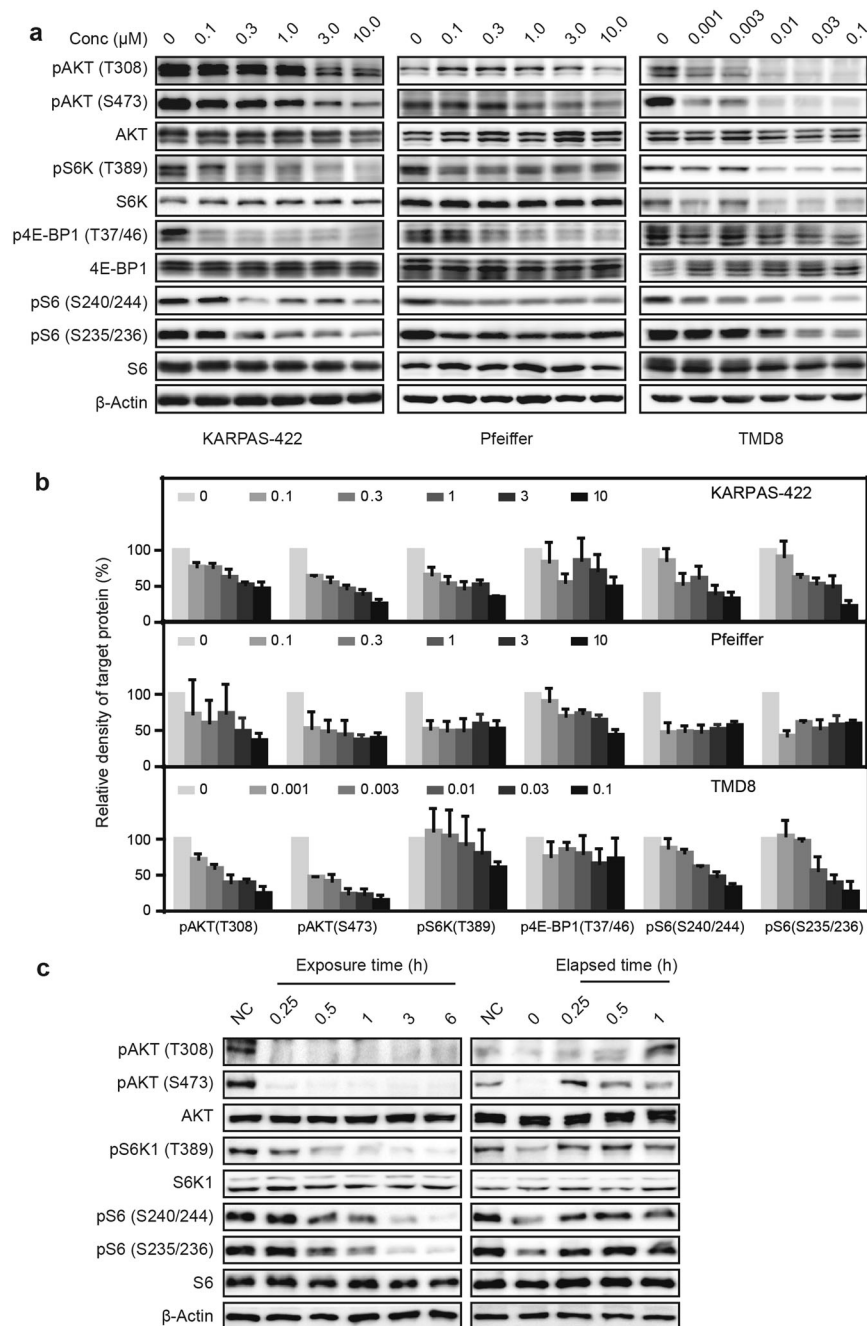 a
Conc (μM) 0 0.1 0.3 1.0 3.0 10.0 0 0.1 0.3 1.0 3.0 10.0 0 0.001 0.003 0.01 0.03 0.1
pAKT (T308)
pAKT (S473)
AKT
pS6K (T389)
S6K
p4E-BP1 (T37/46)
4E-BP1
pS6 (S240/244)
pS6 (S235/236)
S6
β-Actin
KARPAS-422 Pfeiffer TMD8
b
Relative density of target protein (%)
0 0.1 0.3 1 3 10 KARPAS-422
100
50
0
0 0.1 0.3 1 3 10 Pfeiffer
100
50
0
0 0.001 0.003 0.01 0.03 0.1 TMD8
100
50
0
pAKT(T308) pAKT(S473) pS6K(T389) p4E-BP1(T37/46) pS6(S240/244) pS6(S235/236)
c
Exposure time (h) Elapsed time (h)
NC 0.25 0.5 1 3 6 NC 0 0.25 0.5 1
pAKT (T308)
pAKT (S473)
AKT
pS6K1 (T389)
S6K1
pS6 (S240/244)
pS6 (S235/236)
S6
β-Actin